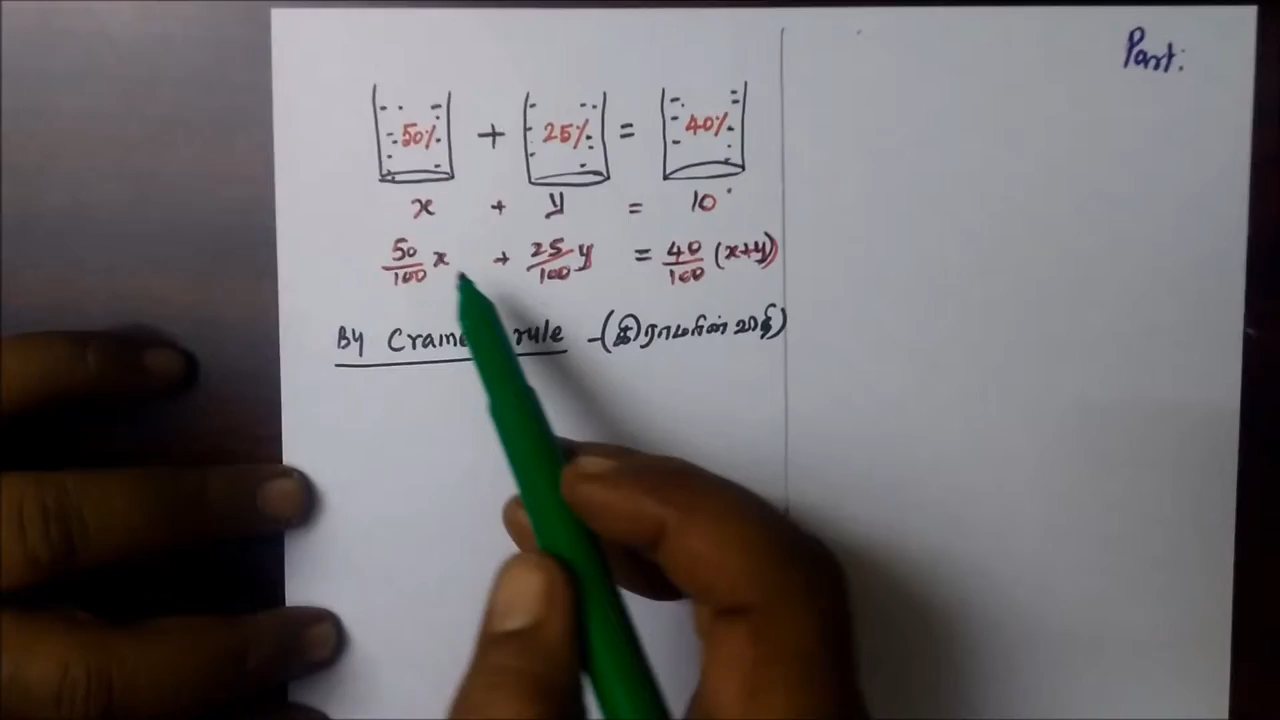 Part:
50% + 25% = 40%
x + y = 10
50/100 x + 25/100 y = 40/100 (x+y)
By Crame rule - (கிராமரின் விதி)